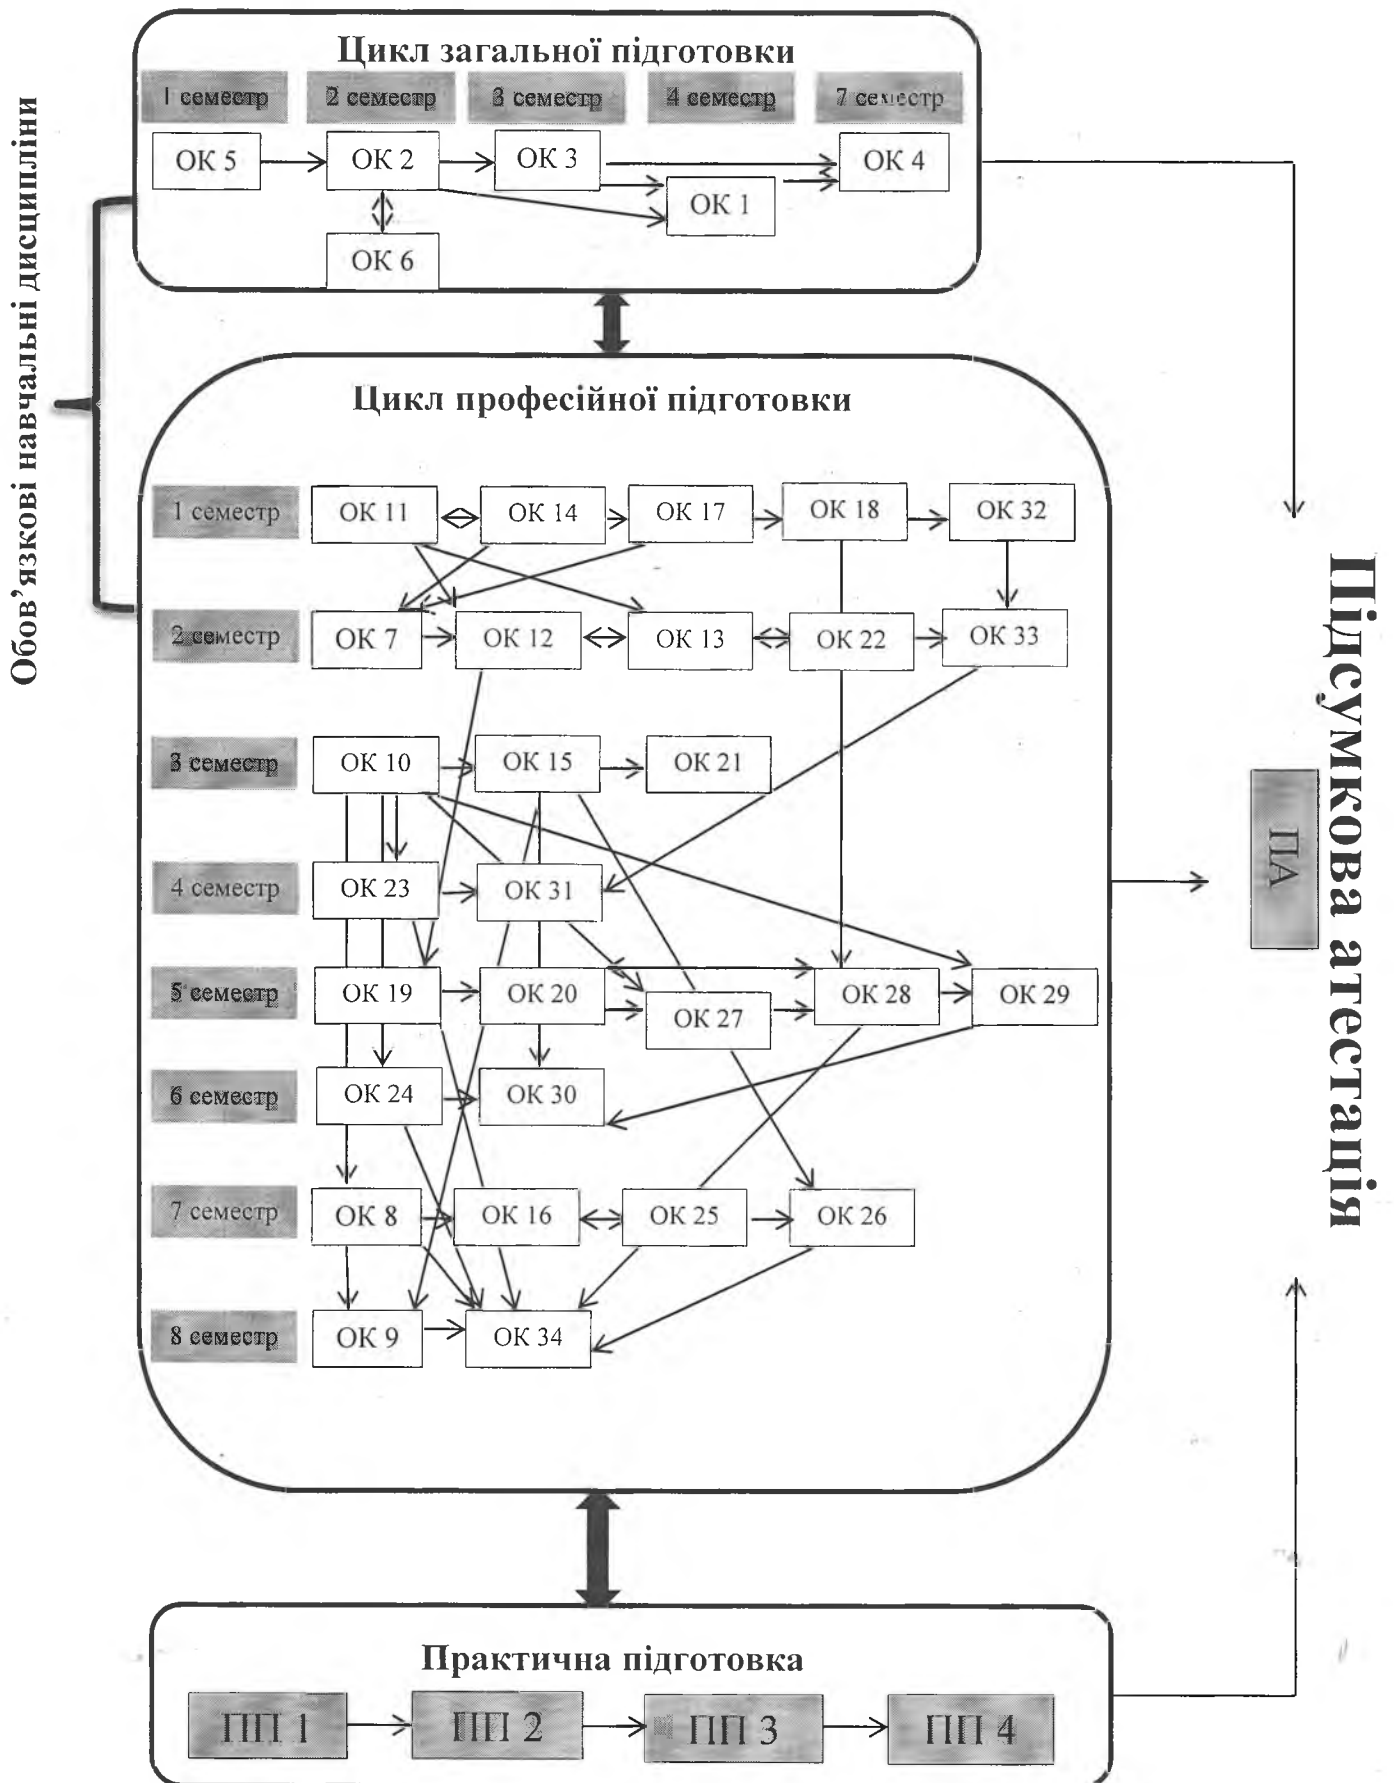 Обов’язкові навчальні дисципліни
Цикл загальної підготовки
1 семестр 2 семестр 3 семестр 4 семестр 7 семестр
ОК 5 ОК 2 ОК 3 ОК 4
ОК 1
ОК 6
Цикл професійної підготовки
1 семестр ОК 11 ОК 14 ОК 17 ОК 18 ОК 32
2 семестр ОК 7 ОК 12 ОК 13 ОК 22 ОК 33
3 семестр ОК 10 ОК 15 ОК 21
4 семестр ОК 23 ОК 31
5 семестр ОК 19 ОК 20 ОК 27 ОК 28 ОК 29
6 семестр ОК 24 ОК 30
7 семестр ОК 8 ОК 16 ОК 25 ОК 26
8 семестр ОК 9 ОК 34
Практична підготовка
ПП 1 ПП 2 ПП 3 ПП 4
Підсумкова атестація
ПА